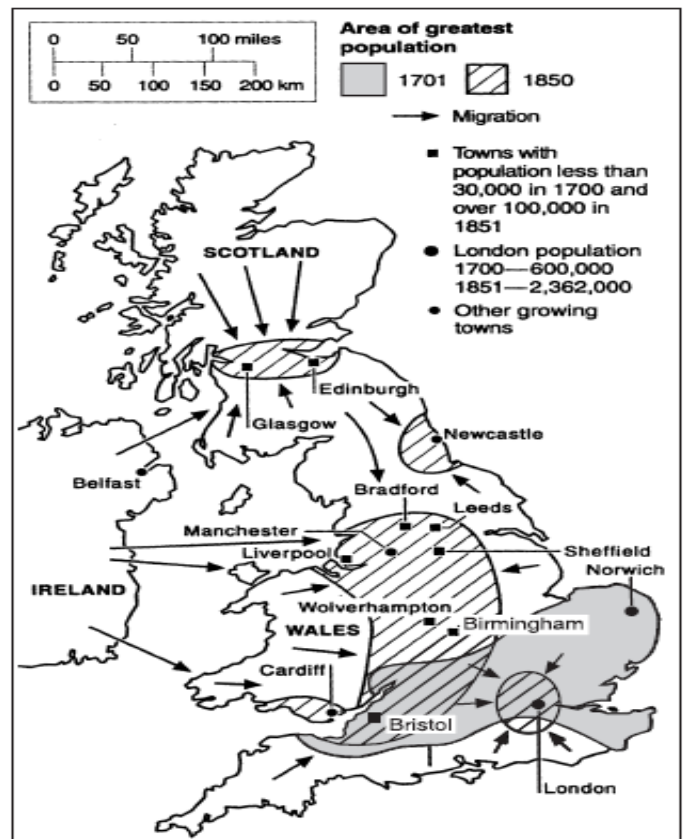 0 50 100 miles
0 50 100 150 200 km
Area of greatest
population
1701 1850
Migration
Towns with
population less than
30,000 in 1700 and
over 100,000 in
1851
London population
1700—600,000
1851—2,362,000
Other growing
towns
SCOTLAND
Edinburgh
Glasgow
Newcastle
Belfast
Bradford
Leeds
Manchester
Liverpool
Sheffield
Norwich
IRELAND
Wolverhampton
Birmingham
WALES
Cardiff
Bristol
London